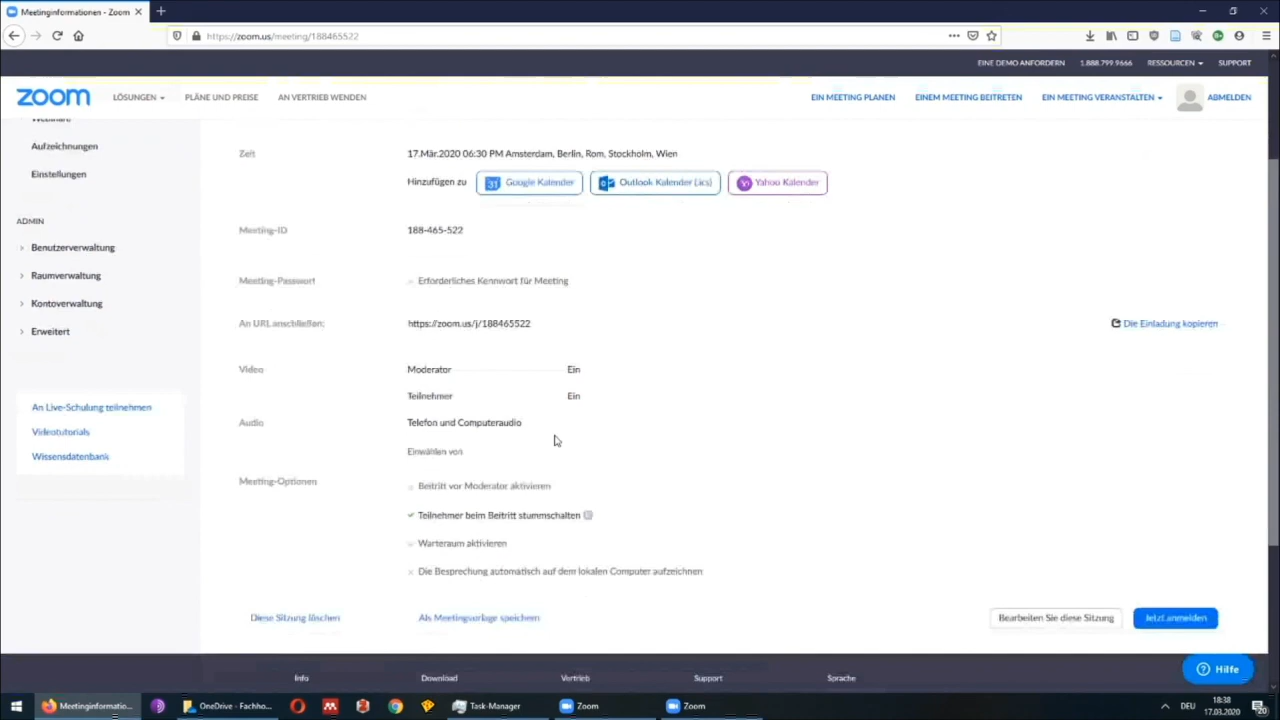 Meetinginformationen - Zoom
https://zoom.us/meeting/188465522
EINE DEMO ANFORDERN 1.888.799.9666 RESSOURCEN SUPPORT
zoom LÖSUNGEN PLÄNE UND PREISE AN VERTRIEB WENDEN EIN MEETING PLANEN EINEM MEETING BEITRETEN EIN MEETING VERANSTALTEN ABMELDEN
Webinare
Aufzeichnungen
Einstellungen
ADMIN
Benutzerverwaltung
Raumverwaltung
Kontoverwaltung
Erweitert
An Live-Schulung teilnehmen
Videotutorials
Wissensdatenbank
Zeit 17.Mär.2020 06:30 PM Amsterdam, Berlin, Rom, Stockholm, Wien
Hinzufügen zu 31 Google Kalender Outlook Kalender (.ics) Yahoo Kalender
Meeting-ID 188-465-522
Meeting-Passwort Erforderliches Kennwort für Meeting
An URL anschließen: https://zoom.us/j/188465522 Die Einladung kopieren
Video Moderator Ein
Teilnehmer Ein
Audio Telefon und Computeraudio
Einwählen von
Meeting-Optionen Beitritt vor Moderator aktivieren
Teilnehmer beim Beitritt stummschalten
Warteraum aktivieren
Die Besprechung automatisch auf dem lokalen Computer aufzeichnen
Diese Sitzung löschen Als Meetingvorlage speichern Bearbeiten Sie diese Sitzung Jetzt anmelden
Info Download Vertrieb Support Sprache
Hilfe
Meetinginformatio... OneDrive - Fachho... Task-Manager Zoom Zoom DEU 18:38
17.03.2020 20